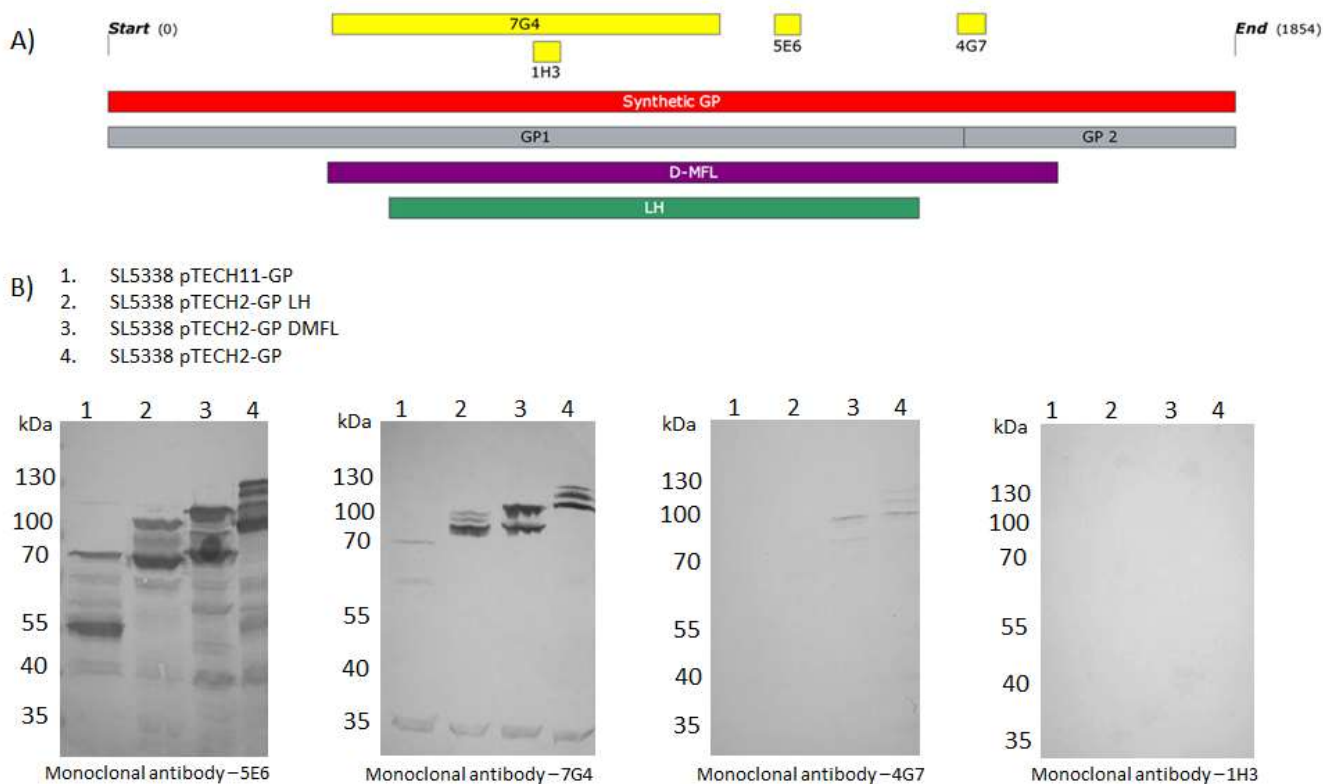 A)
Start (0)
7G4
5E6
4G7
End (1854)
1H3
Synthetic GP
GP1
GP 2
D-MFL
LH
B)
1. SL5338 pTECH11-GP
2. SL5338 pTECH2-GP LH
3. SL5338 pTECH2-GP DMFL
4. SL5338 pTECH2-GP
kDa
1 2 3 4
130
100
70
55
40
35
Monoclonal antibody – 5E6
kDa
1 2 3 4
130
100
70
55
40
35
Monoclonal antibody – 7G4
kDa
1 2 3 4
130
100
70
55
40
35
Monoclonal antibody – 4G7
kDa
1 2 3 4
130
100
70
55
40
35
Monoclonal antibody – 1H3